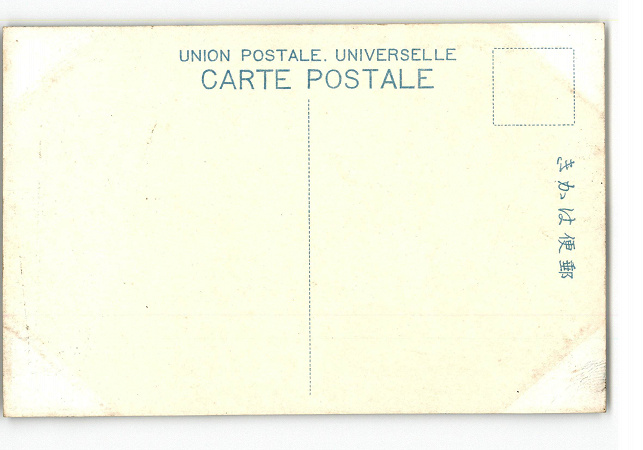 UNION POSTALE. UNIVERSELLE
CARTE POSTALE
郵便はかき